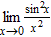 lim x→0 sin²x / x²